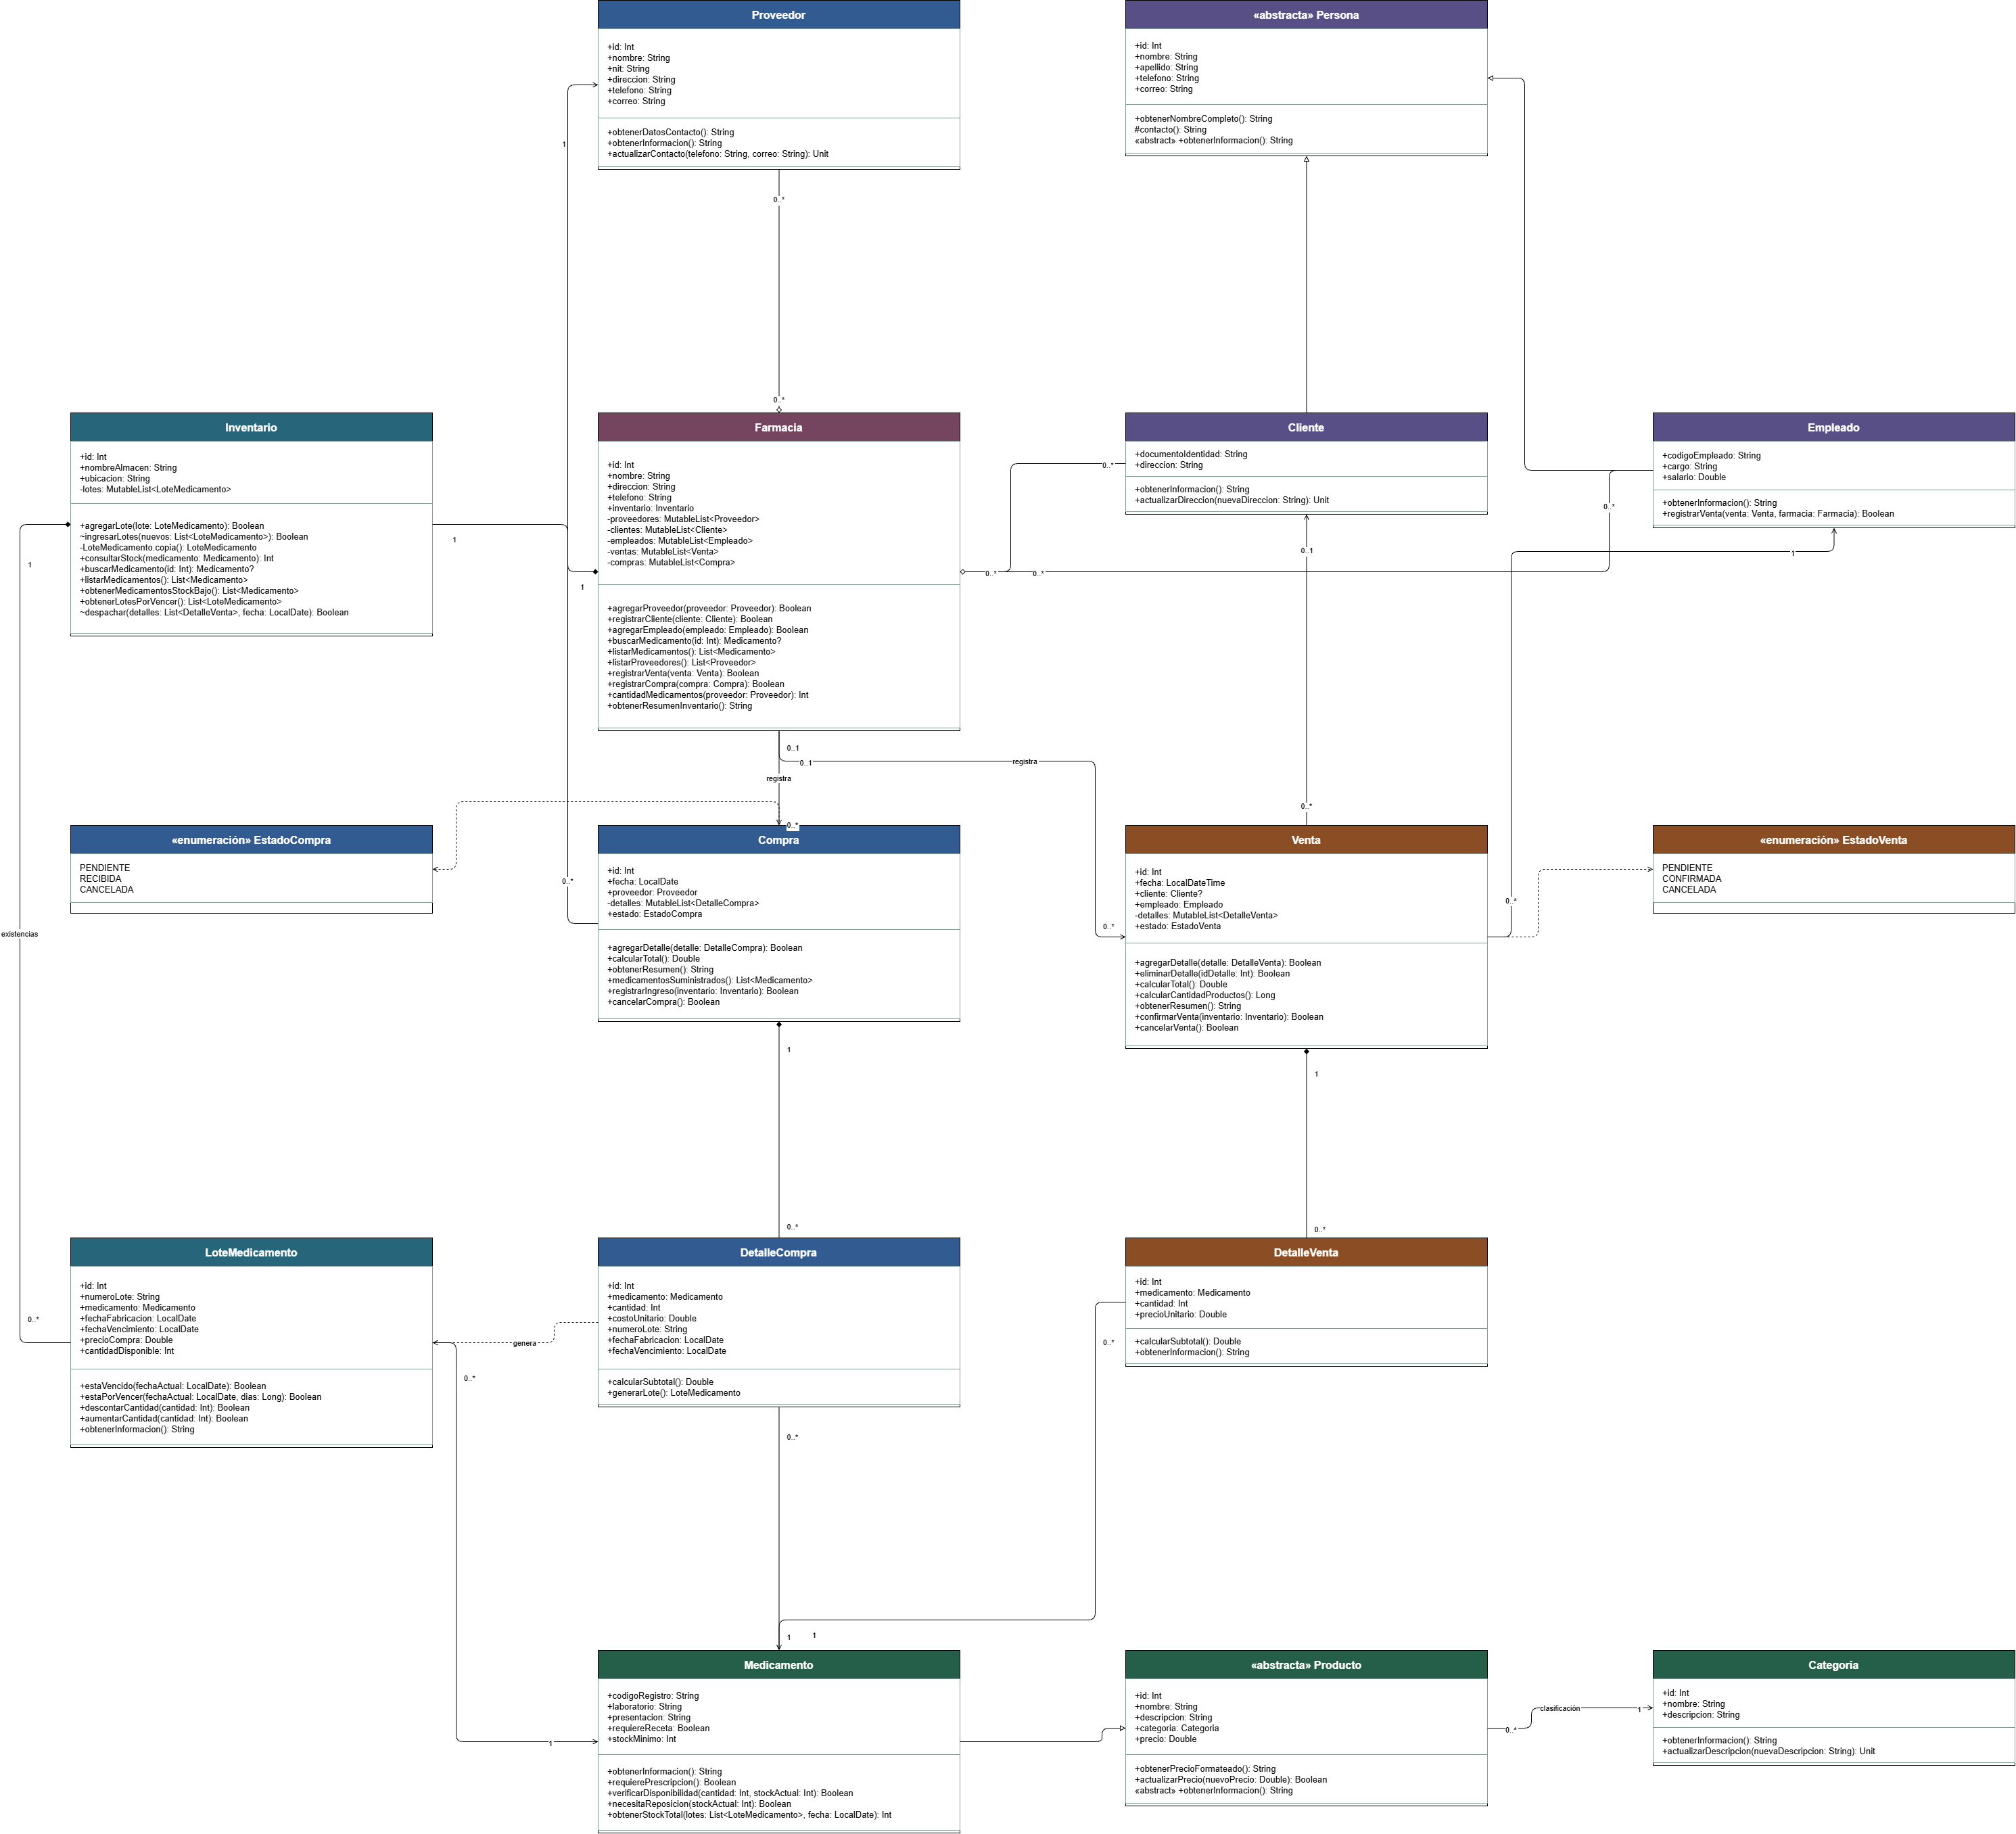 Proveedor
+id: Int
+nombre: String
+nit: String
+direccion: String
+telefono: String
+correo: String
+obtenerDatosContacto(): String
+obtenerInformacion(): String
+actualizarContacto(telefono: String, correo: String): Unit
«abstracta» Persona
+id: Int
+nombre: String
+apellido: String
+telefono: String
+correo: String
+obtenerNombreCompleto(): String
#contacto(): String
«abstract» +obtenerInformacion(): String
1
0..*
0..*
Inventario
+id: Int
+nombreAlmacen: String
+ubicacion: String
-lotes: MutableList<LoteMedicamento>
+agregarLote(lote: LoteMedicamento): Boolean
~ingresarLotes(nuevos: List<LoteMedicamento>): Boolean
-LoteMedicamento.copia(): LoteMedicamento
+consultarStock(medicamento: Medicamento): Int
+buscarMedicamento(id: Int): Medicamento?
+listarMedicamentos(): List<Medicamento>
+obtenerMedicamentosStockBajo(): List<Medicamento>
+obtenerLotesPorVencer(): List<LoteMedicamento>
~despachar(detalles: List<DetalleVenta>, fecha: LocalDate): Boolean
1
1
1
Farmacia
+id: Int
+nombre: String
+direccion: String
+telefono: String
+inventario: Inventario
-proveedores: MutableList<Proveedor>
-clientes: MutableList<Cliente>
-empleados: MutableList<Empleado>
-ventas: MutableList<Venta>
-compras: MutableList<Compra>
+agregarProveedor(proveedor: Proveedor): Boolean
+registrarCliente(cliente: Cliente): Boolean
+agregarEmpleado(empleado: Empleado): Boolean
+buscarMedicamento(id: Int): Medicamento?
+listarMedicamentos(): List<Medicamento>
+listarProveedores(): List<Proveedor>
+registrarVenta(venta: Venta): Boolean
+registrarCompra(compra: Compra): Boolean
+cantidadMedicamentos(proveedor: Proveedor): Int
+obtenerResumenInventario(): String
0..*
0..*
0..*
Cliente
+documentoIdentidad: String
+direccion: String
+obtenerInformacion(): String
+actualizarDireccion(nuevaDireccion: String): Unit
0..1
0..*
Empleado
+codigoEmpleado: String
+cargo: String
+salario: Double
+obtenerInformacion(): String
+registrarVenta(venta: Venta, farmacia: Farmacia): Boolean
1
0..1
0..1
registra
registra
0..*
0..*
«enumeración» EstadoCompra
PENDIENTE
RECIBIDA
CANCELADA
0..*
Compra
+id: Int
+fecha: LocalDate
+proveedor: Proveedor
-detalles: MutableList<DetalleCompra>
+estado: EstadoCompra
+agregarDetalle(detalle: DetalleCompra): Boolean
+calcularTotal(): Double
+obtenerResumen(): String
+medicamentosSuministrados(): List<Medicamento>
+registrarIngreso(inventario: Inventario): Boolean
+cancelarCompra(): Boolean
0..*
Venta
+id: Int
+fecha: LocalDateTime
+cliente: Cliente?
+empleado: Empleado
-detalles: MutableList<DetalleVenta>
+estado: EstadoVenta
+agregarDetalle(detalle: DetalleVenta): Boolean
+eliminarDetalle(idDetalle: Int): Boolean
+calcularTotal(): Double
+calcularCantidadProductos(): Long
+obtenerResumen(): String
+confirmarVenta(inventario: Inventario): Boolean
+cancelarVenta(): Boolean
0..*
«enumeración» EstadoVenta
PENDIENTE
CONFIRMADA
CANCELADA
existencias
1
1
0..*
0..*
LoteMedicamento
+id: Int
+numeroLote: String
+medicamento: Medicamento
+fechaFabricacion: LocalDate
+fechaVencimiento: LocalDate
+precioCompra: Double
+cantidadDisponible: Int
+estaVencido(fechaActual: LocalDate): Boolean
+estaPorVencer(fechaActual: LocalDate, dias: Long): Boolean
+descontarCantidad(cantidad: Int): Boolean
+aumentarCantidad(cantidad: Int): Boolean
+obtenerInformacion(): String
0..*
genera
0..*
DetalleCompra
+id: Int
+medicamento: Medicamento
+cantidad: Int
+costoUnitario: Double
+numeroLote: String
+fechaFabricacion: LocalDate
+fechaVencimiento: LocalDate
+calcularSubtotal(): Double
+generarLote(): LoteMedicamento
0..*
0..*
DetalleVenta
+id: Int
+medicamento: Medicamento
+cantidad: Int
+precioUnitario: Double
+calcularSubtotal(): Double
+obtenerInformacion(): String
1
1
1
Medicamento
+codigoRegistro: String
+laboratorio: String
+presentacion: String
+requiereReceta: Boolean
+stockMinimo: Int
+obtenerInformacion(): String
+requierePrescripcion(): Boolean
+verificarDisponibilidad(cantidad: Int, stockActual: Int): Boolean
+necesitaReposicion(stockActual: Int): Boolean
+obtenerStockTotal(lotes: List<LoteMedicamento>, fecha: LocalDate): Int
«abstracta» Producto
+id: Int
+nombre: String
+descripcion: String
+categoria: Categoria
+precio: Double
+obtenerPrecioFormateado(): String
+actualizarPrecio(nuevoPrecio: Double): Boolean
«abstract» +obtenerInformacion(): String
0..*
clasificación
1
Categoria
+id: Int
+nombre: String
+descripcion: String
+obtenerInformacion(): String
+actualizarDescripcion(nuevaDescripcion: String): Unit